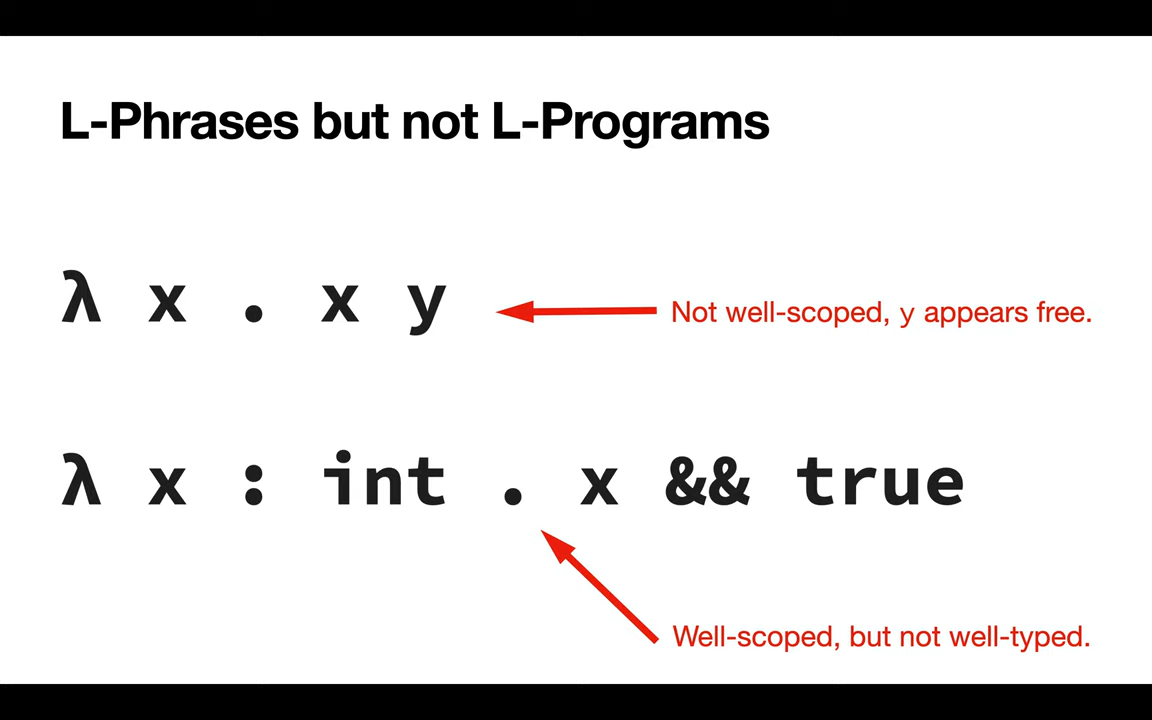 L-Phrases but not L-Programs
λ x . x y
Not well-scoped, y appears free.
λ x : int . x && true
Well-scoped, but not well-typed.